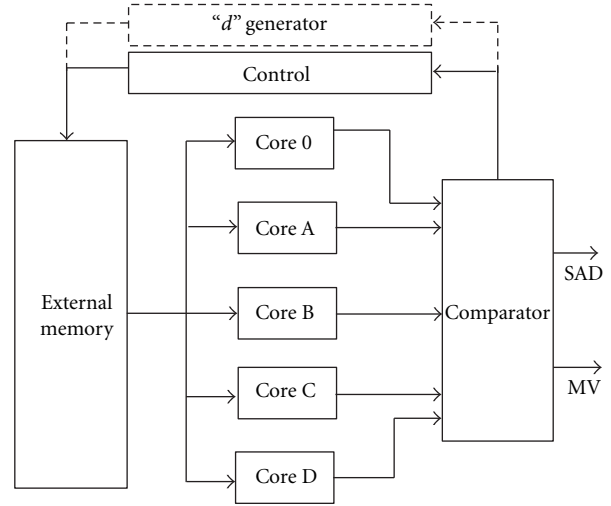 “d” generator
Control
Core 0
Core A
External
memory
Core B
Comparator
SAD
Core C
MV
Core D